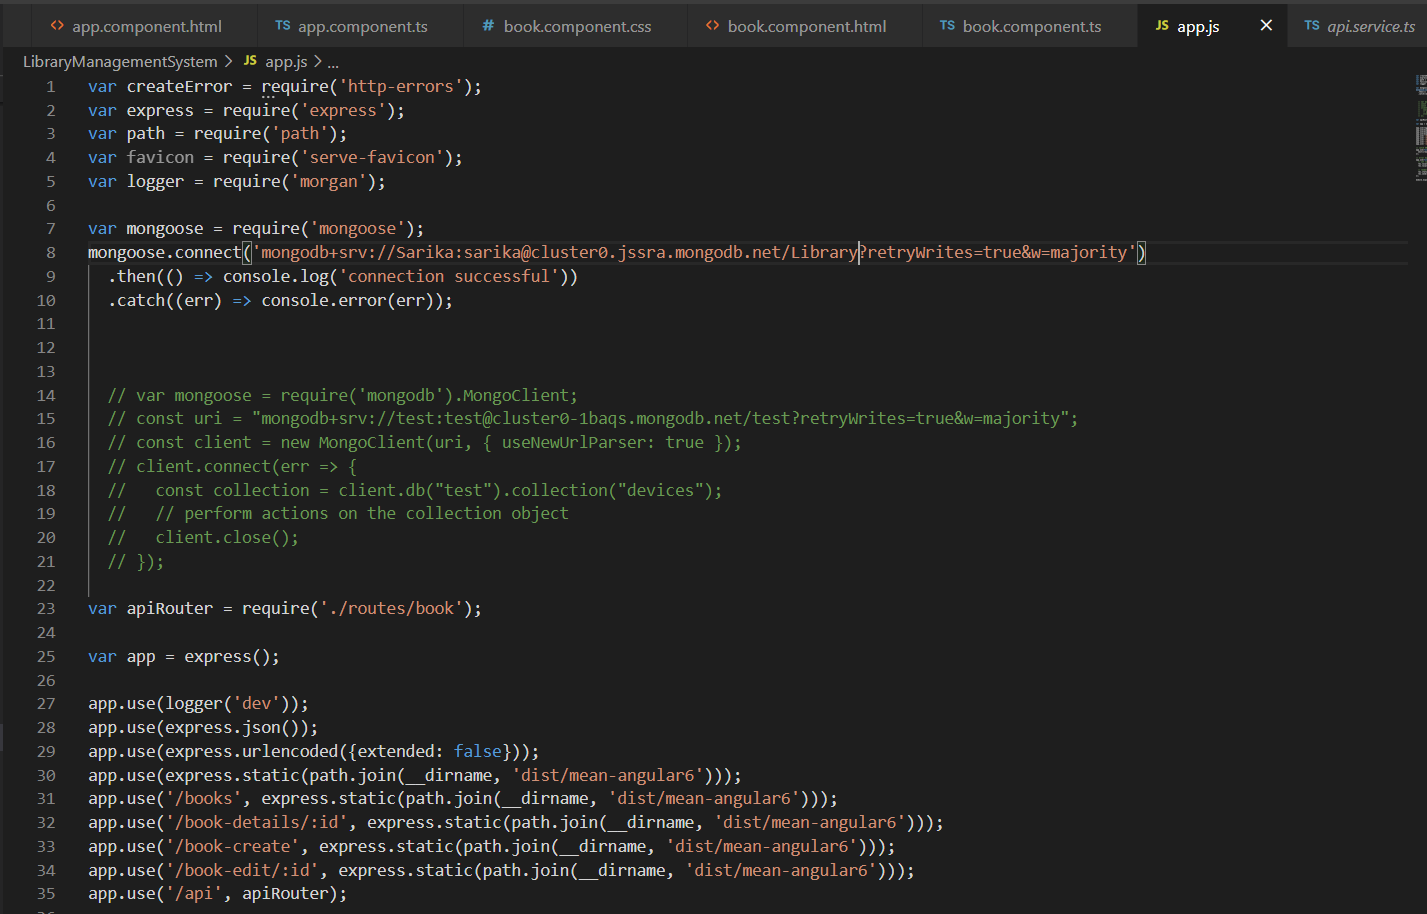 <> app.component.html TS app.component.ts # book.component.css <> book.component.html TS book.component.ts JS app.js × TS api.service.ts
LibraryManagementSystem > JS app.js > ...
1 var createError = require('http-errors');
2 var express = require('express');
3 var path = require('path');
4 var favicon = require('serve-favicon');
5 var logger = require('morgan');
6
7 var mongoose = require('mongoose');
8 mongoose.connect('mongodb+srv://Sarika:sarika@cluster0.jssra.mongodb.net/Library?retryWrites=true&w=majority')
9 .then(() => console.log('connection successful'))
10 .catch((err) => console.error(err));
11
12
13
14 // var mongoose = require('mongodb').MongoClient;
15 // const uri = "mongodb+srv://test:test@cluster0-1baqs.mongodb.net/test?retryWrites=true&w=majority";
16 // const client = new MongoClient(uri, { useNewUrlParser: true });
17 // client.connect(err => {
18 // const collection = client.db("test").collection("devices");
19 // // perform actions on the collection object
20 // client.close();
21 // });
22
23 var apiRouter = require('./routes/book');
24
25 var app = express();
26
27 app.use(logger('dev'));
28 app.use(express.json());
29 app.use(express.urlencoded({extended: false}));
30 app.use(express.static(path.join(__dirname, 'dist/mean-angular6')));
31 app.use('/books', express.static(path.join(__dirname, 'dist/mean-angular6')));
32 app.use('/book-details/:id', express.static(path.join(__dirname, 'dist/mean-angular6')));
33 app.use('/book-create', express.static(path.join(__dirname, 'dist/mean-angular6')));
34 app.use('/book-edit/:id', express.static(path.join(__dirname, 'dist/mean-angular6')));
35 app.use('/api', apiRouter);